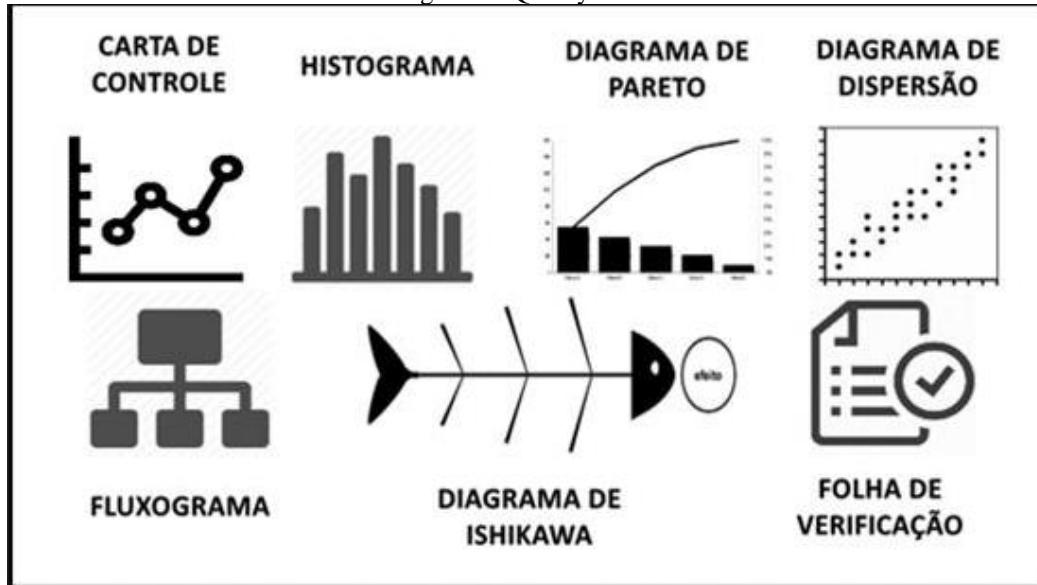 CARTA DE
CONTROLE
HISTOGRAMA
DIAGRAMA DE
PARETO
DIAGRAMA DE
DISPERSÃO
efeito
FLUXOGRAMA
DIAGRAMA DE
ISHIKAWA
FOLHA DE
VERIFICAÇÃO